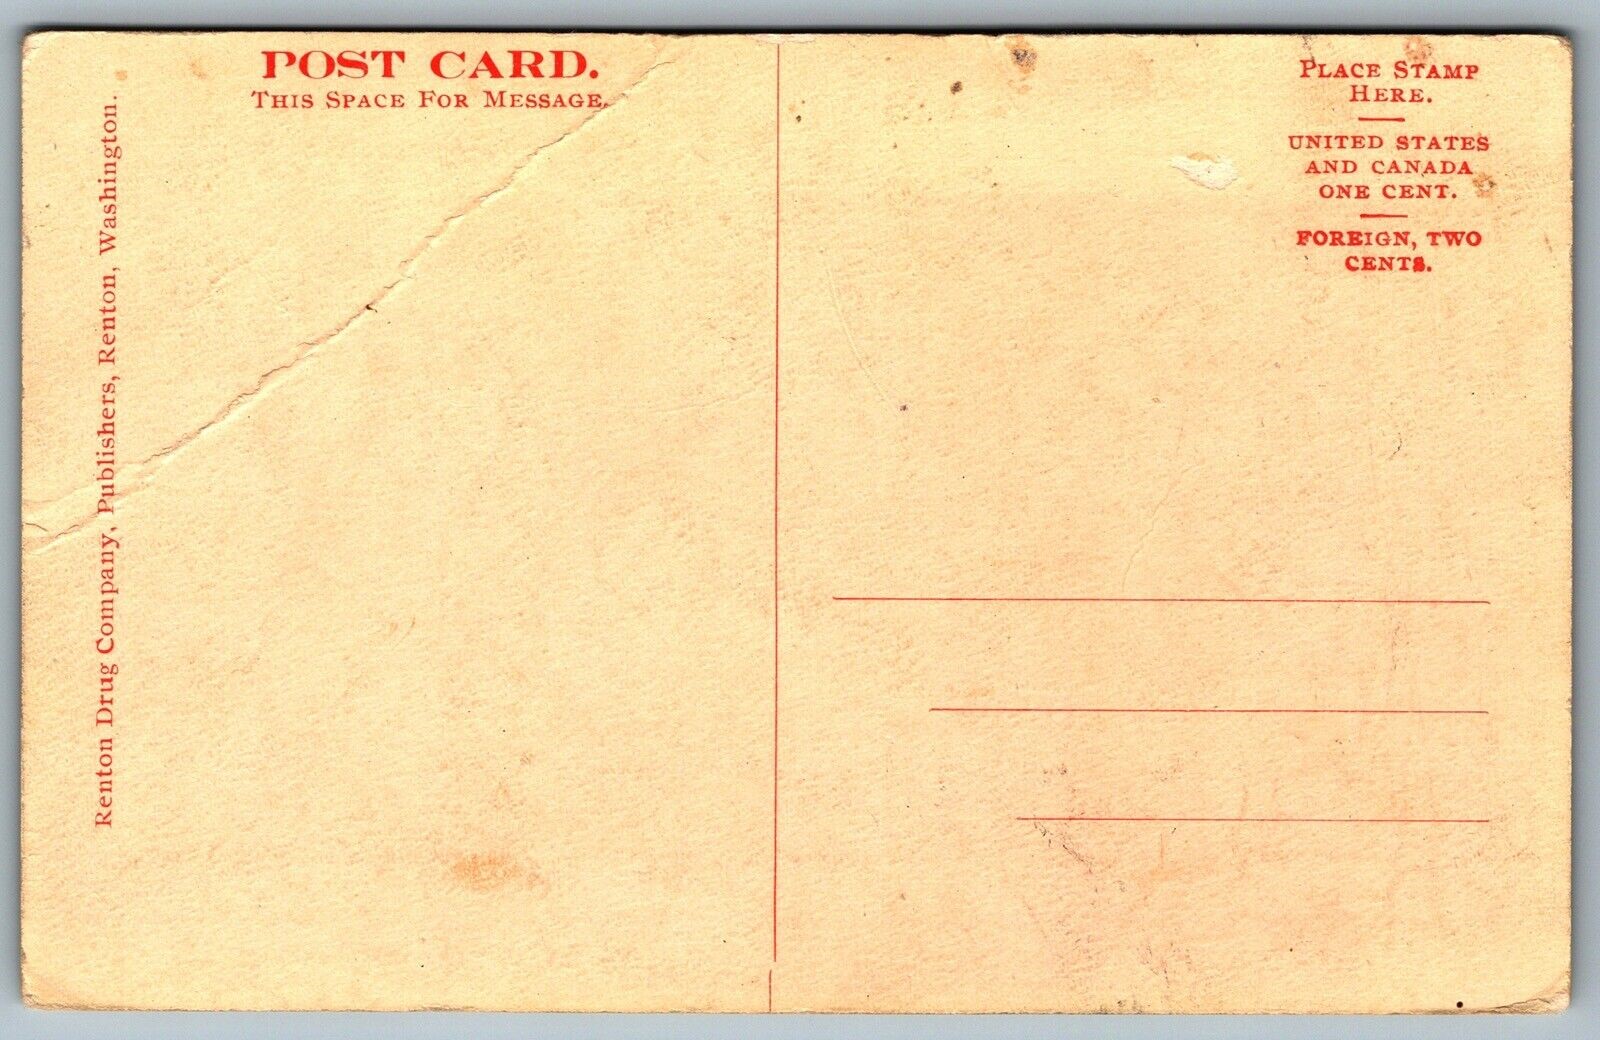 POST CARD.
THIS SPACE FOR MESSAGE.
PLACE STAMP
HERE.
UNITED STATES
AND CANADA
ONE CENT.
FOREIGN, TWO
CENTS.
Renton Drug Company, Publishers, Renton, Washington.